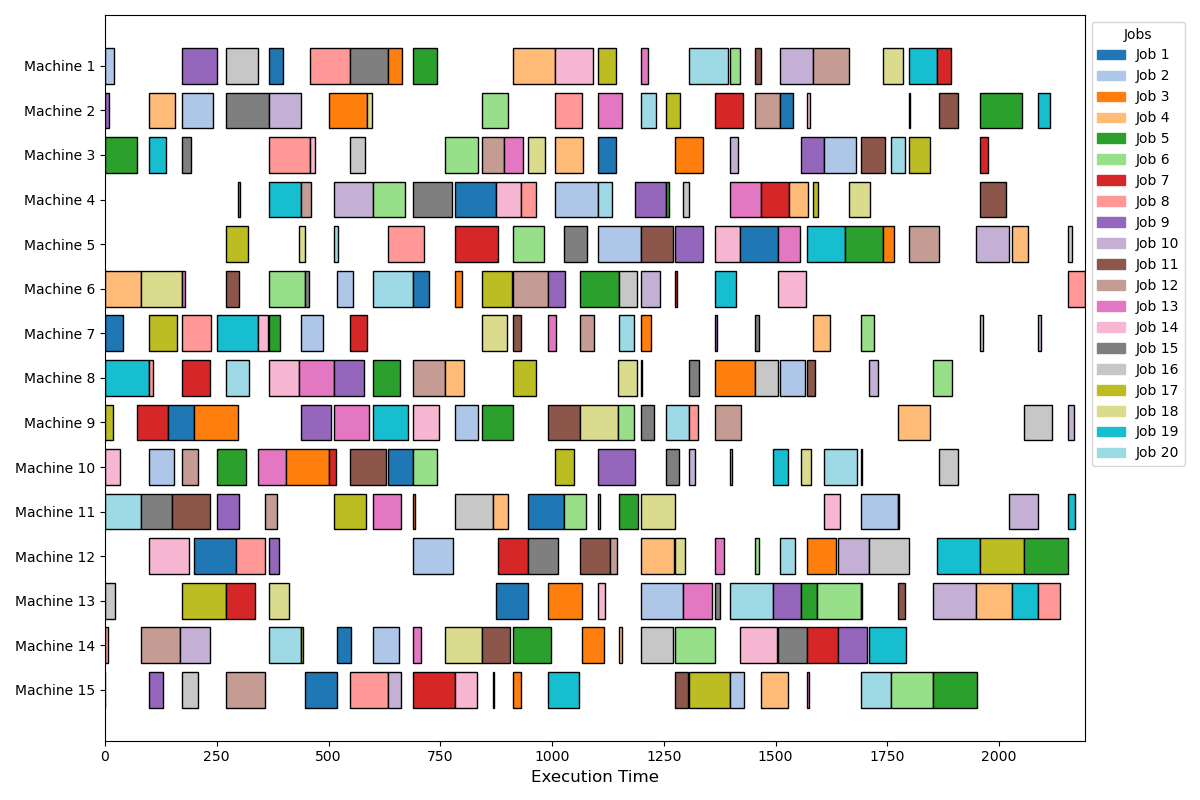 Machine 1
Machine 2
Machine 3
Machine 4
Machine 5
Machine 6
Machine 7
Machine 8
Machine 9
Machine 10
Machine 11
Machine 12
Machine 13
Machine 14
Machine 15
0 250 500 750 1000 1250 1500 1750 2000
Execution Time
Jobs
Job 1
Job 2
Job 3
Job 4
Job 5
Job 6
Job 7
Job 8
Job 9
Job 10
Job 11
Job 12
Job 13
Job 14
Job 15
Job 16
Job 17
Job 18
Job 19
Job 20